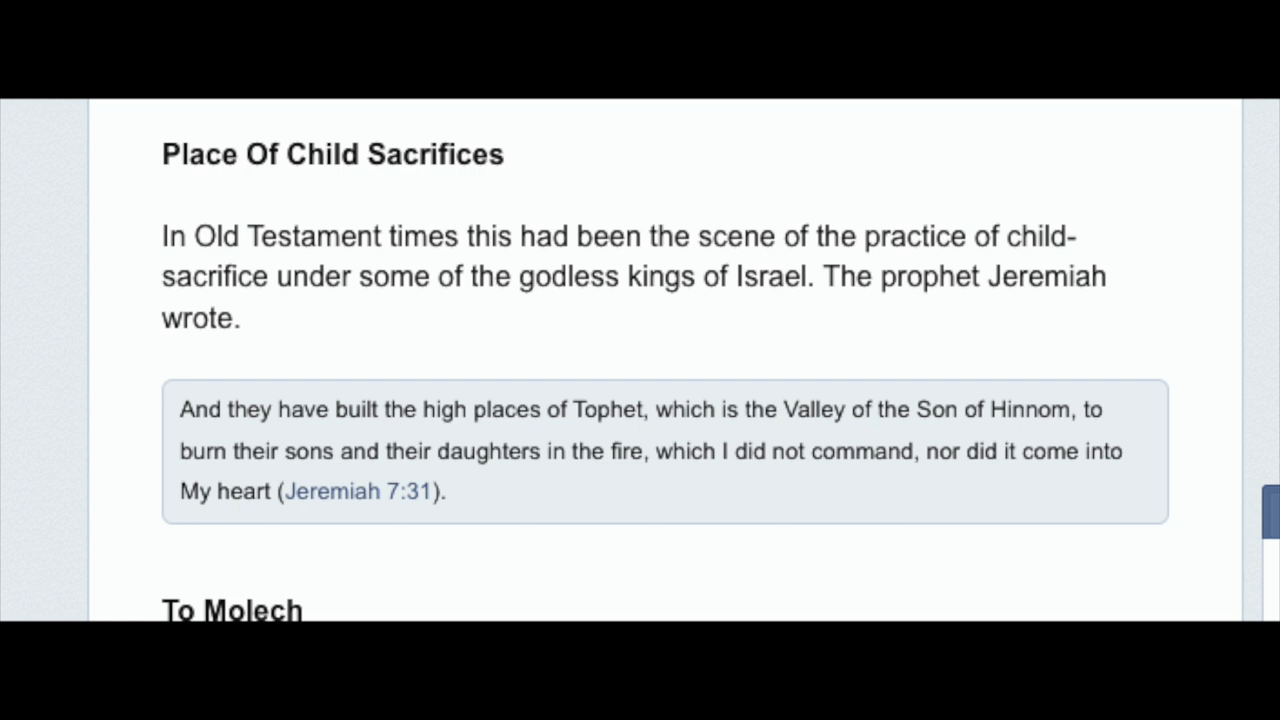 Place Of Child Sacrifices
In Old Testament times this had been the scene of the practice of child-
sacrifice under some of the godless kings of Israel. The prophet Jeremiah
wrote.
And they have built the high places of Tophet, which is the Valley of the Son of Hinnom, to
burn their sons and their daughters in the fire, which I did not command, nor did it come into
My heart (Jeremiah 7:31).
To Molech